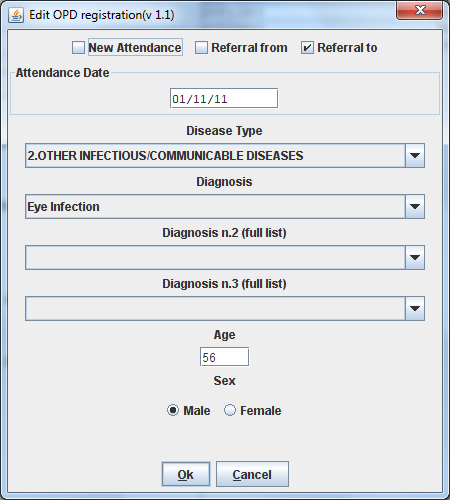 Edit OPD registration(v 1.1)
New Attendance Referral from Referral to
Attendance Date
01/11/11
Disease Type
2.OTHER INFECTIOUS/COMMUNICABLE DISEASES
Diagnosis
Eye Infection
Diagnosis n.2 (full list)
Diagnosis n.3 (full list)
Age
56
Sex
Male Female
Ok Cancel